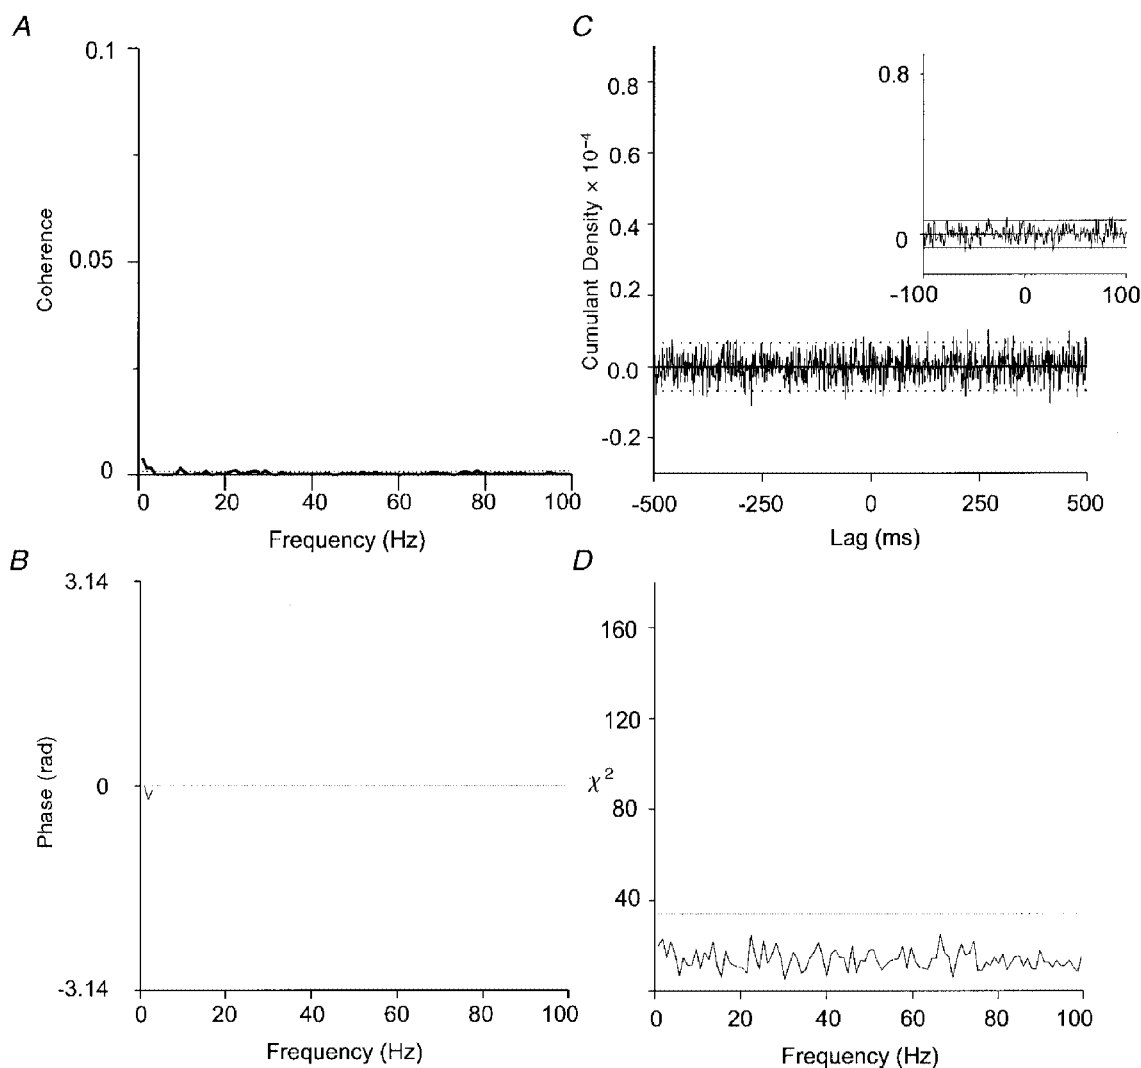 A
0.1
0.05
0
Coherence
0 20 40 60 80 100
Frequency (Hz)
B
3.14
0
-3.14
Phase (rad)
0 20 40 60 80 100
Frequency (Hz)
C
0.8
0.6
0.4
0.2
0.0
-0.2
Cumulant Density × 10⁻⁴
-500 -250 0 250 500
Lag (ms)
0.8
0
-100 0 100
D
160
120
80
40
χ²
0 20 40 60 80 100
Frequency (Hz)